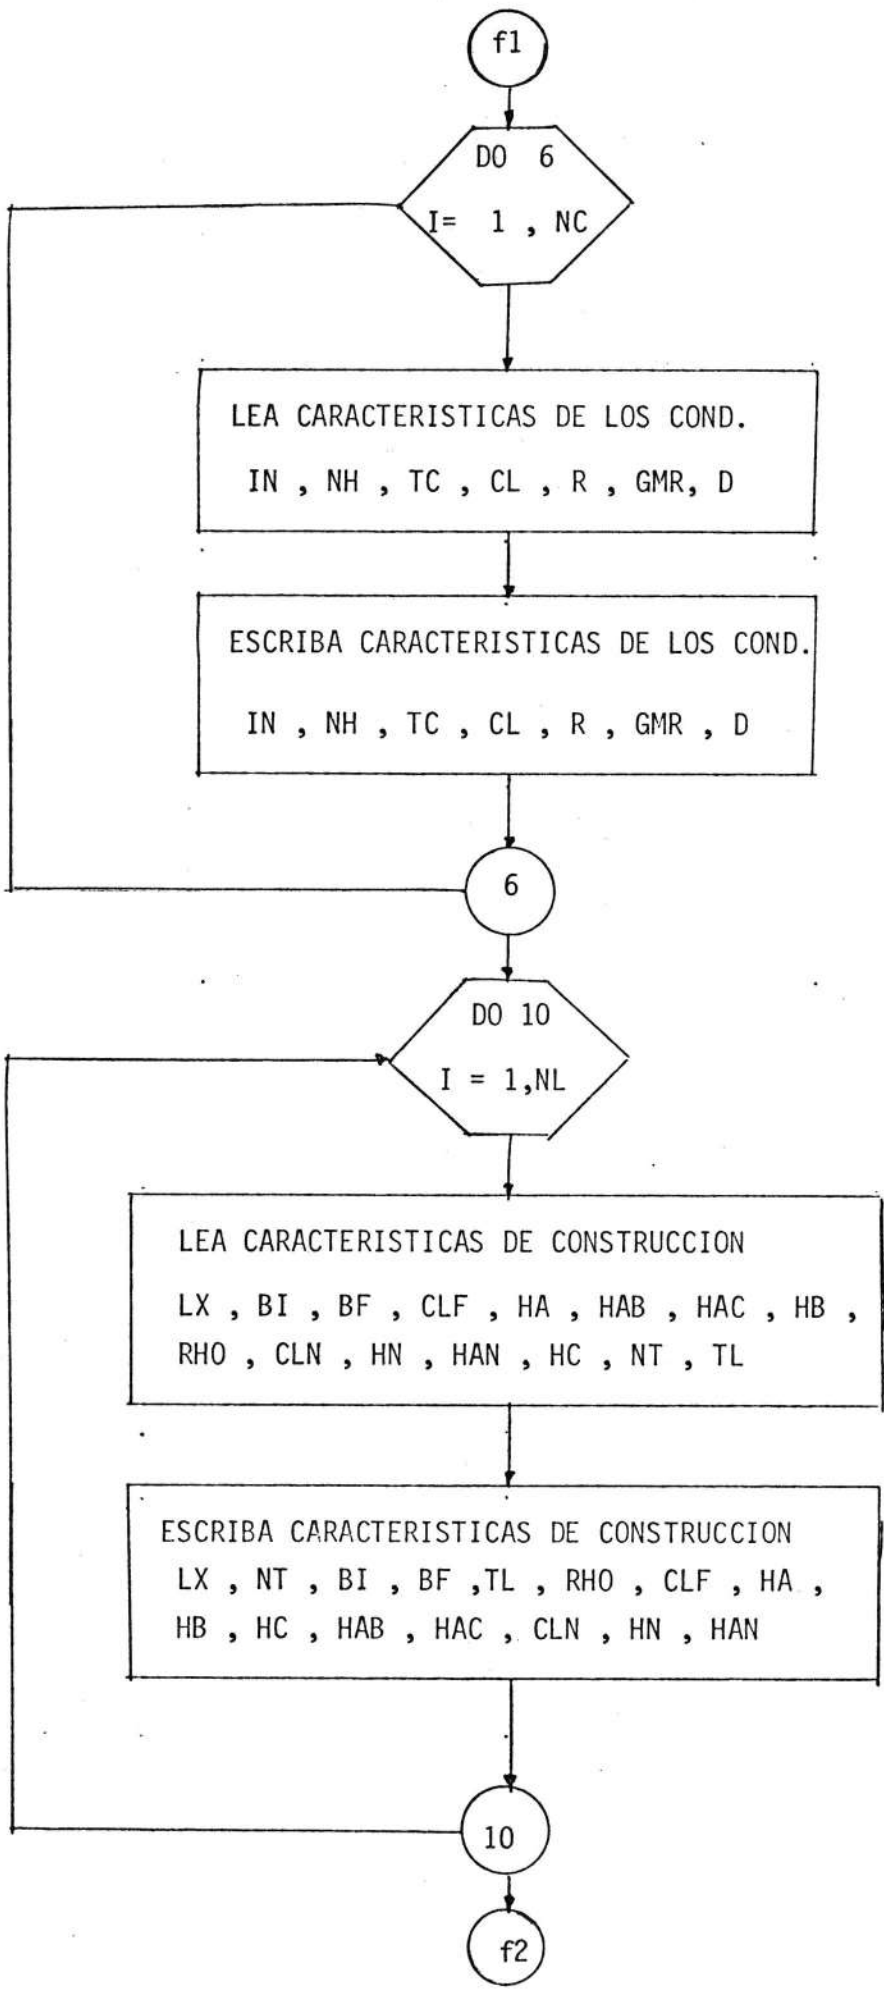 f1
DO 6
I= 1 , NC
LEA CARACTERISTICAS DE LOS COND.
IN , NH , TC , CL , R , GMR, D
ESCRIBA CARACTERISTICAS DE LOS COND.
IN , NH , TC , CL , R , GMR , D
6
DO 10
I = 1,NL
LEA CARACTERISTICAS DE CONSTRUCCION
LX , BI , BF , CLF , HA , HAB , HAC , HB ,
RHO , CLN , HN , HAN , HC , NT , TL
ESCRIBA CARACTERISTICAS DE CONSTRUCCION
LX , NT , BI , BF ,TL , RHO , CLF , HA ,
HB , HC , HAB , HAC , CLN , HN , HAN
10
f2